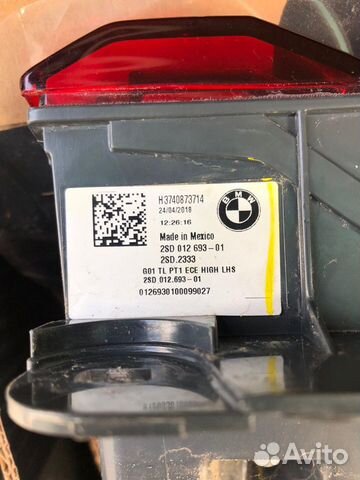 H3740873714
24/04/2018
12:26:16
BMW
Made in Mexico
2SD 012 693-01
2SD.2333
G01 TL PT1 ECE HIGH LHS
2SD 012.693-01
0126930100099027
Avito